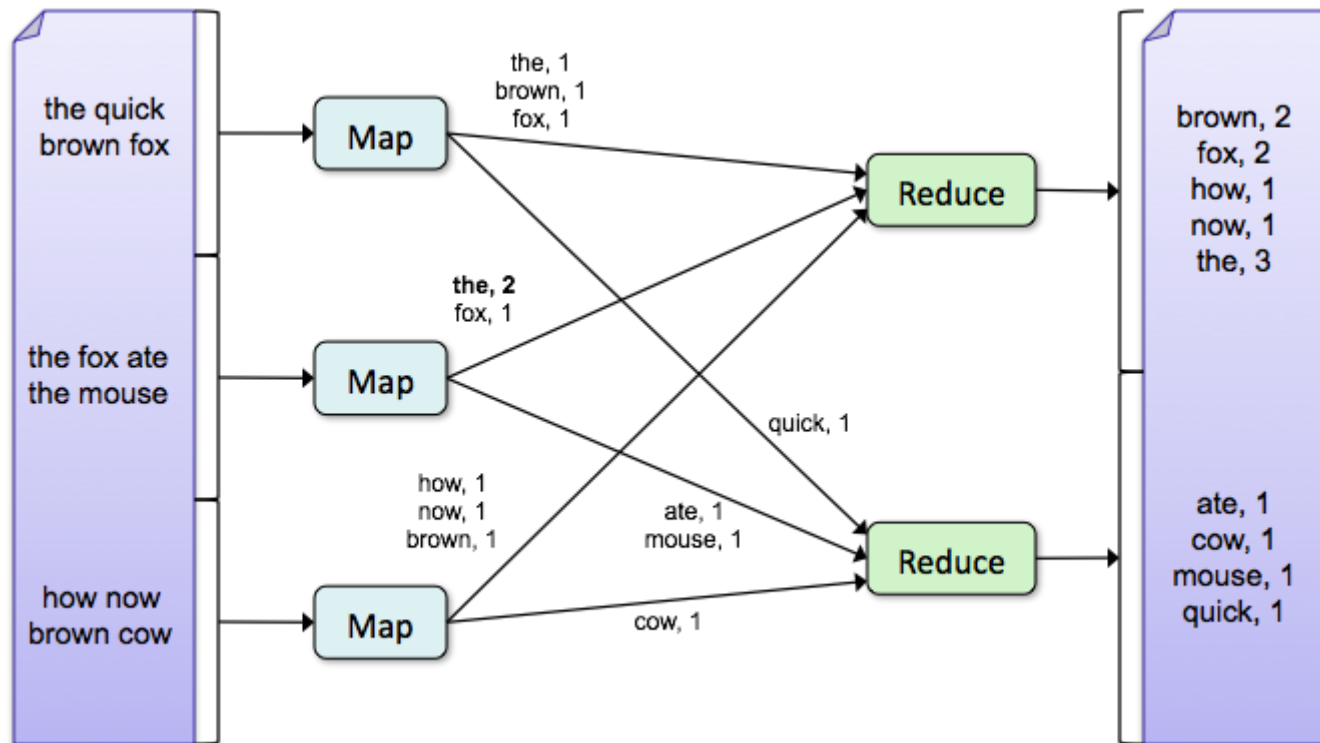 the quick
brown fox
the fox ate
the mouse
how now
brown cow
Map
Map
Map
the, 1
brown, 1
fox, 1
the, 2
fox, 1
how, 1
now, 1
brown, 1
quick, 1
ate, 1
mouse, 1
cow, 1
Reduce
Reduce
brown, 2
fox, 2
how, 1
now, 1
the, 3
ate, 1
cow, 1
mouse, 1
quick, 1